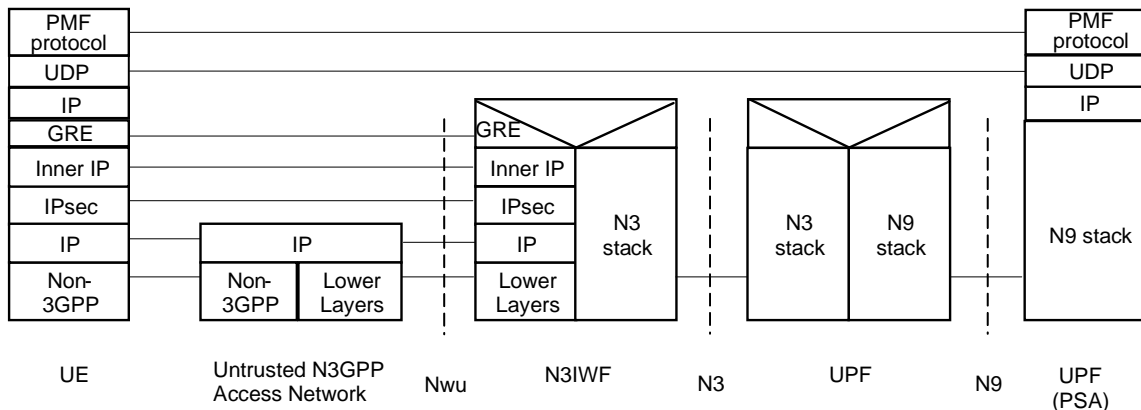 PMF
protocol
UDP
IP
GRE
Inner IP
IPsec
IP
Non-
3GPP
IP
Non-
3GPP
Lower
Layers
GRE
Inner IP
IPsec
IP
Lower
Layers
N3
stack
N3
stack
N9
stack
PMF
protocol
UDP
IP
N9 stack
UE
Untrusted N3GPP
Access Network
Nwu
N3IWF
N3
UPF
N9
UPF
(PSA)